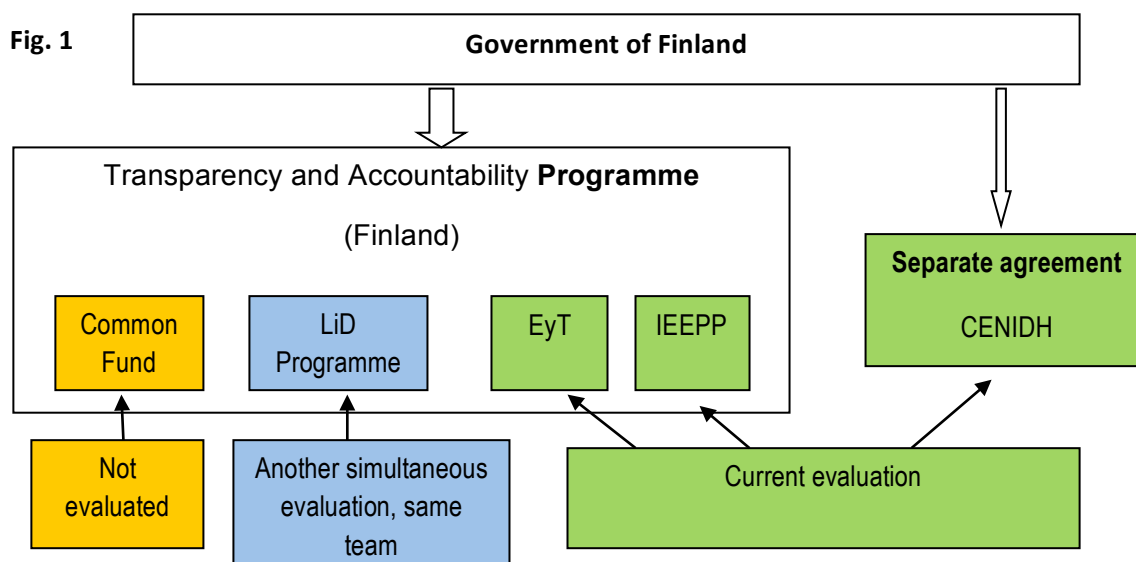 Fig. 1
Government of Finland
Transparency and Accountability Programme
(Finland)
Separate agreement
CENIDH
Common
Fund
LiD
Programme
EyT
IEEPP
Not
evaluated
Another simultaneous
evaluation, same
team
Current evaluation